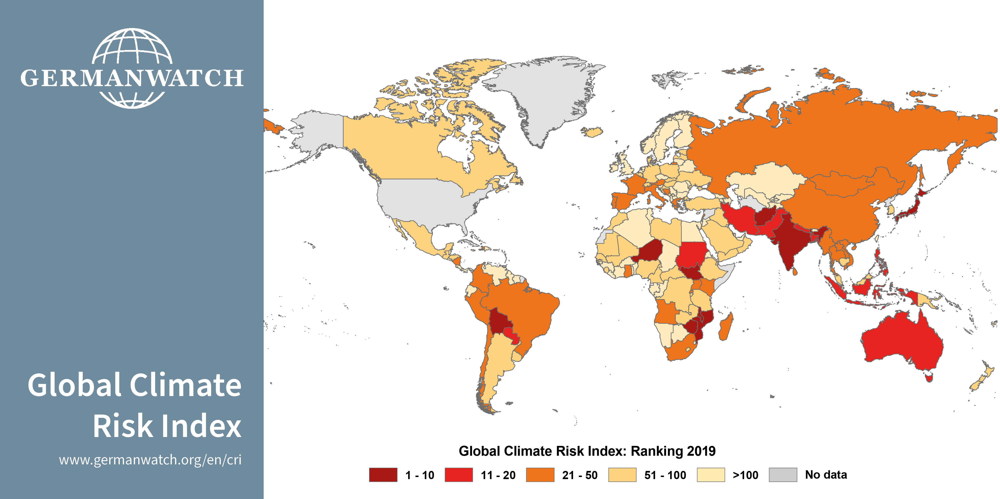 GERMANWATCH
Global Climate
Risk Index
www.germanwatch.org/en/cri
Global Climate Risk Index: Ranking 2019
1 - 10
11 - 20
21 - 50
51 - 100
>100
No data